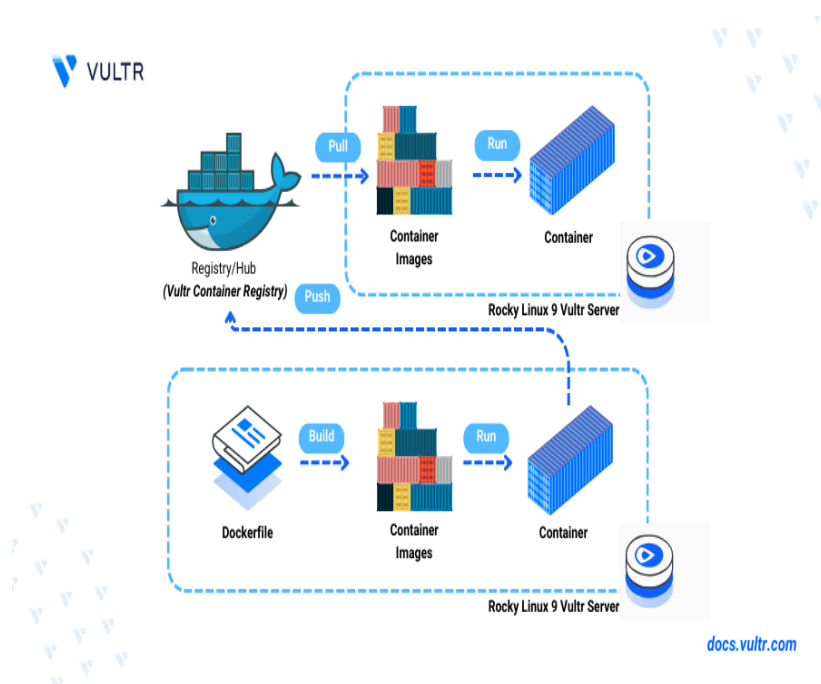 VULTR
Pull
Run
Container
Images
Container
Registry/Hub
(Vultr Container Registry)
Push
Rocky Linux 9 Vultr Server
Build
Run
Dockerfile
Container
Images
Container
Rocky Linux 9 Vultr Server
docs.vultr.com